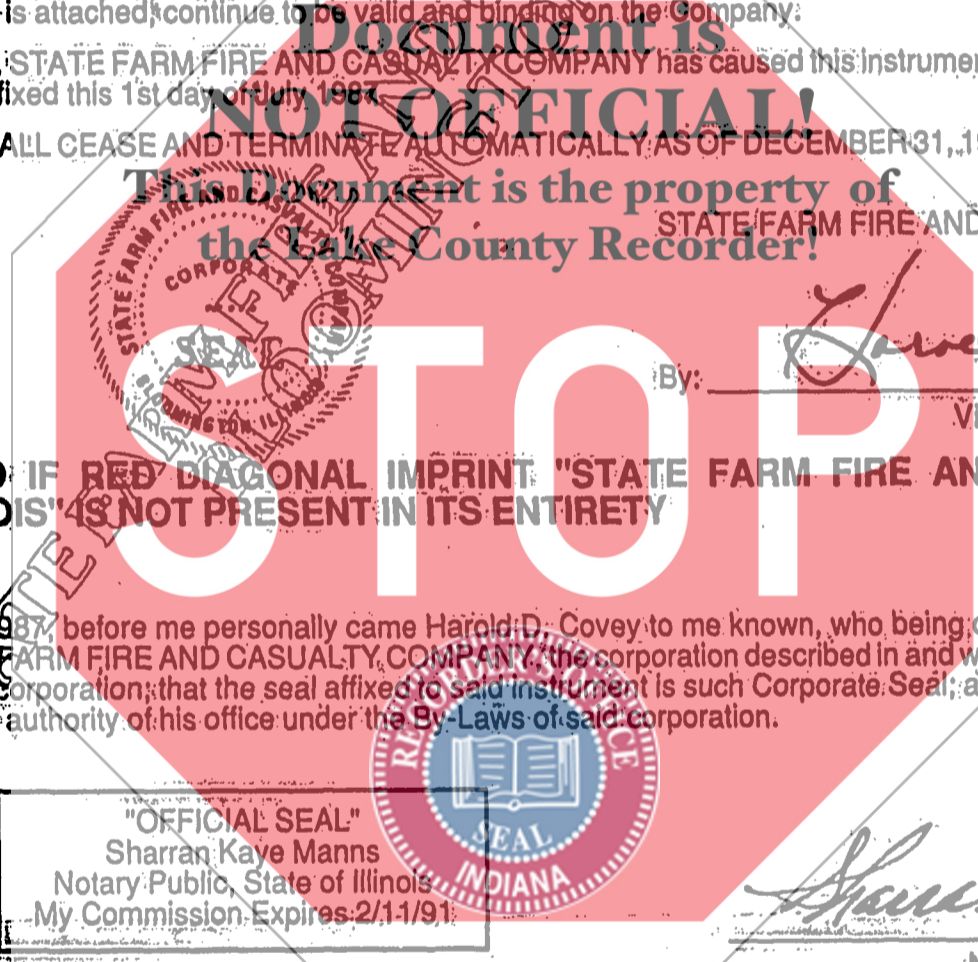 is attached, continue to be valid and binding on the Company.
Document is
STATE FARM FIRE AND CASUALTY COMPANY has caused this instrumen
fixed this 1st day of July 1987
NOT OFFICIAL!
ALL CEASE AND TERMINATE AUTOMATICALLY AS OF DECEMBER 31, 19
This Document is the property of
STATE FARM FIRE AND
the Lake County Recorder!
STATE FARM FIRE AND CASUALTY COMPANY
CORPORATE
SEAL
BLOOMINGTON, ILLINOIS
STOP
By:
IF RED DIAGONAL IMPRINT "STATE FARM FIRE AN
IS" IS NOT PRESENT IN ITS ENTIRETY
87, before me personally came Harold D. Covey to me known, who being
FARM FIRE AND CASUALTY COMPANY, the corporation described in and w
corporation; that the seal affixed to said instrument is such Corporate Seal; a
authority of his office under the By-Laws of said corporation.
RECORDER'S OFFICE
SEAL
INDIANA
"OFFICIAL SEAL"
Sharran Kaye Manns
Notary Public, State of Illinois
My Commission Expires 2/11/91